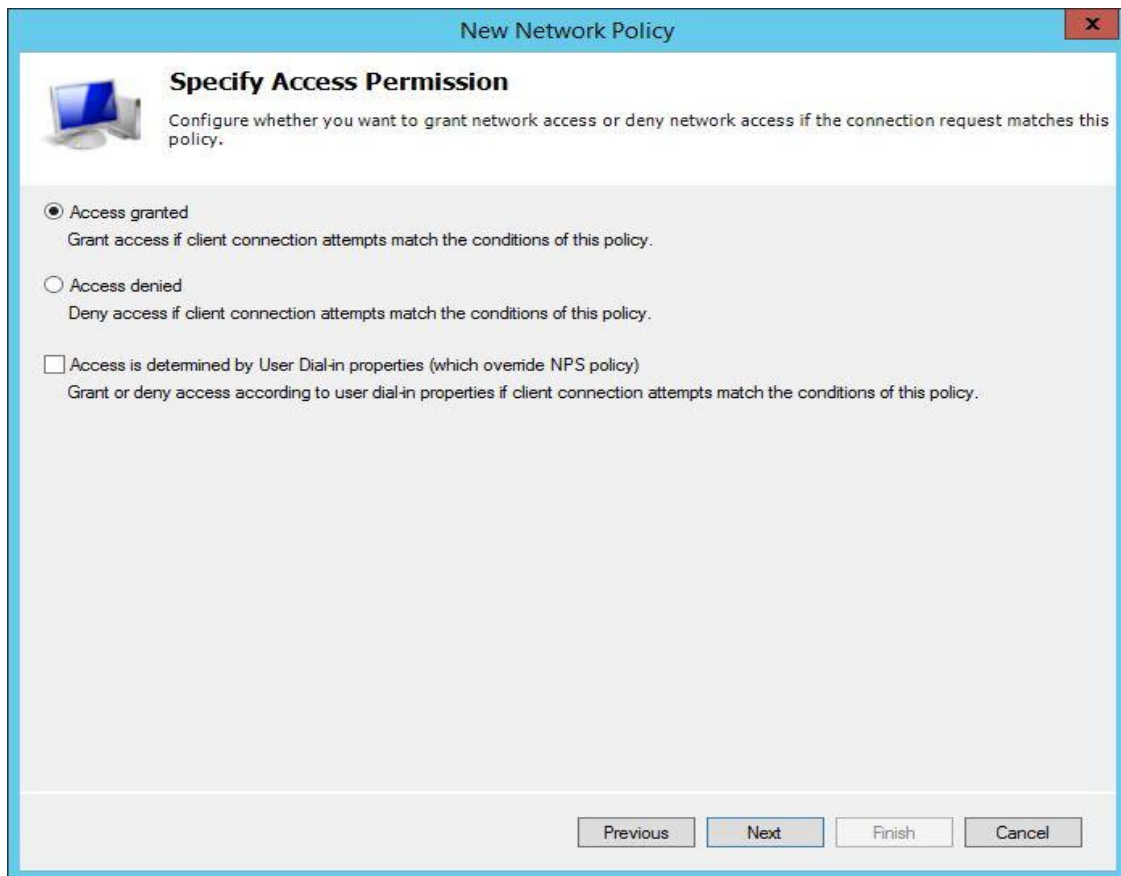 New Network Policy
x
Specify Access Permission
Configure whether you want to grant network access or deny network access if the connection request matches this
policy.
Access granted
Grant access if client connection attempts match the conditions of this policy.
Access denied
Deny access if client connection attempts match the conditions of this policy.
Access is determined by User Dial-in properties (which override NPS policy)
Grant or deny access according to user dial-in properties if client connection attempts match the conditions of this policy.
Previous Next Finish Cancel